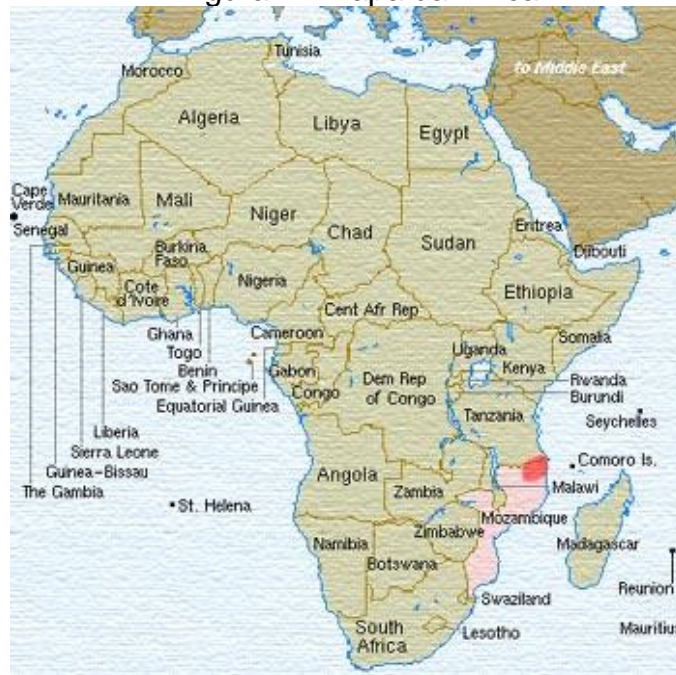 Tunisia
Morocco
to Middle East
Algeria
Libya
Egypt
Cape
Verde
Mauritania
Mali
Niger
Chad
Sudan
Eritrea
Senegal
Djibouti
Burkina
Faso
Guinea
Nigeria
Cote
d'Ivoire
Ethiopia
Cent Afr Rep
Ghana
Cameroon
Somalia
Togo
Uganda
Benin
Gabon
Kenya
Sao Tome & Principe
Congo
Dem Rep
of Congo
Rwanda
Burundi
Equatorial Guinea
Tanzania
Seychelles
Liberia
Sierra Leone
Comoro Is.
Guinea-Bissau
Angola
The Gambia
Zambia
Malawi
St. Helena
Mozambique
Zimbabwe
Namibia
Madagascar
Botswana
Reunion
Swaziland
South
Africa
Lesotho